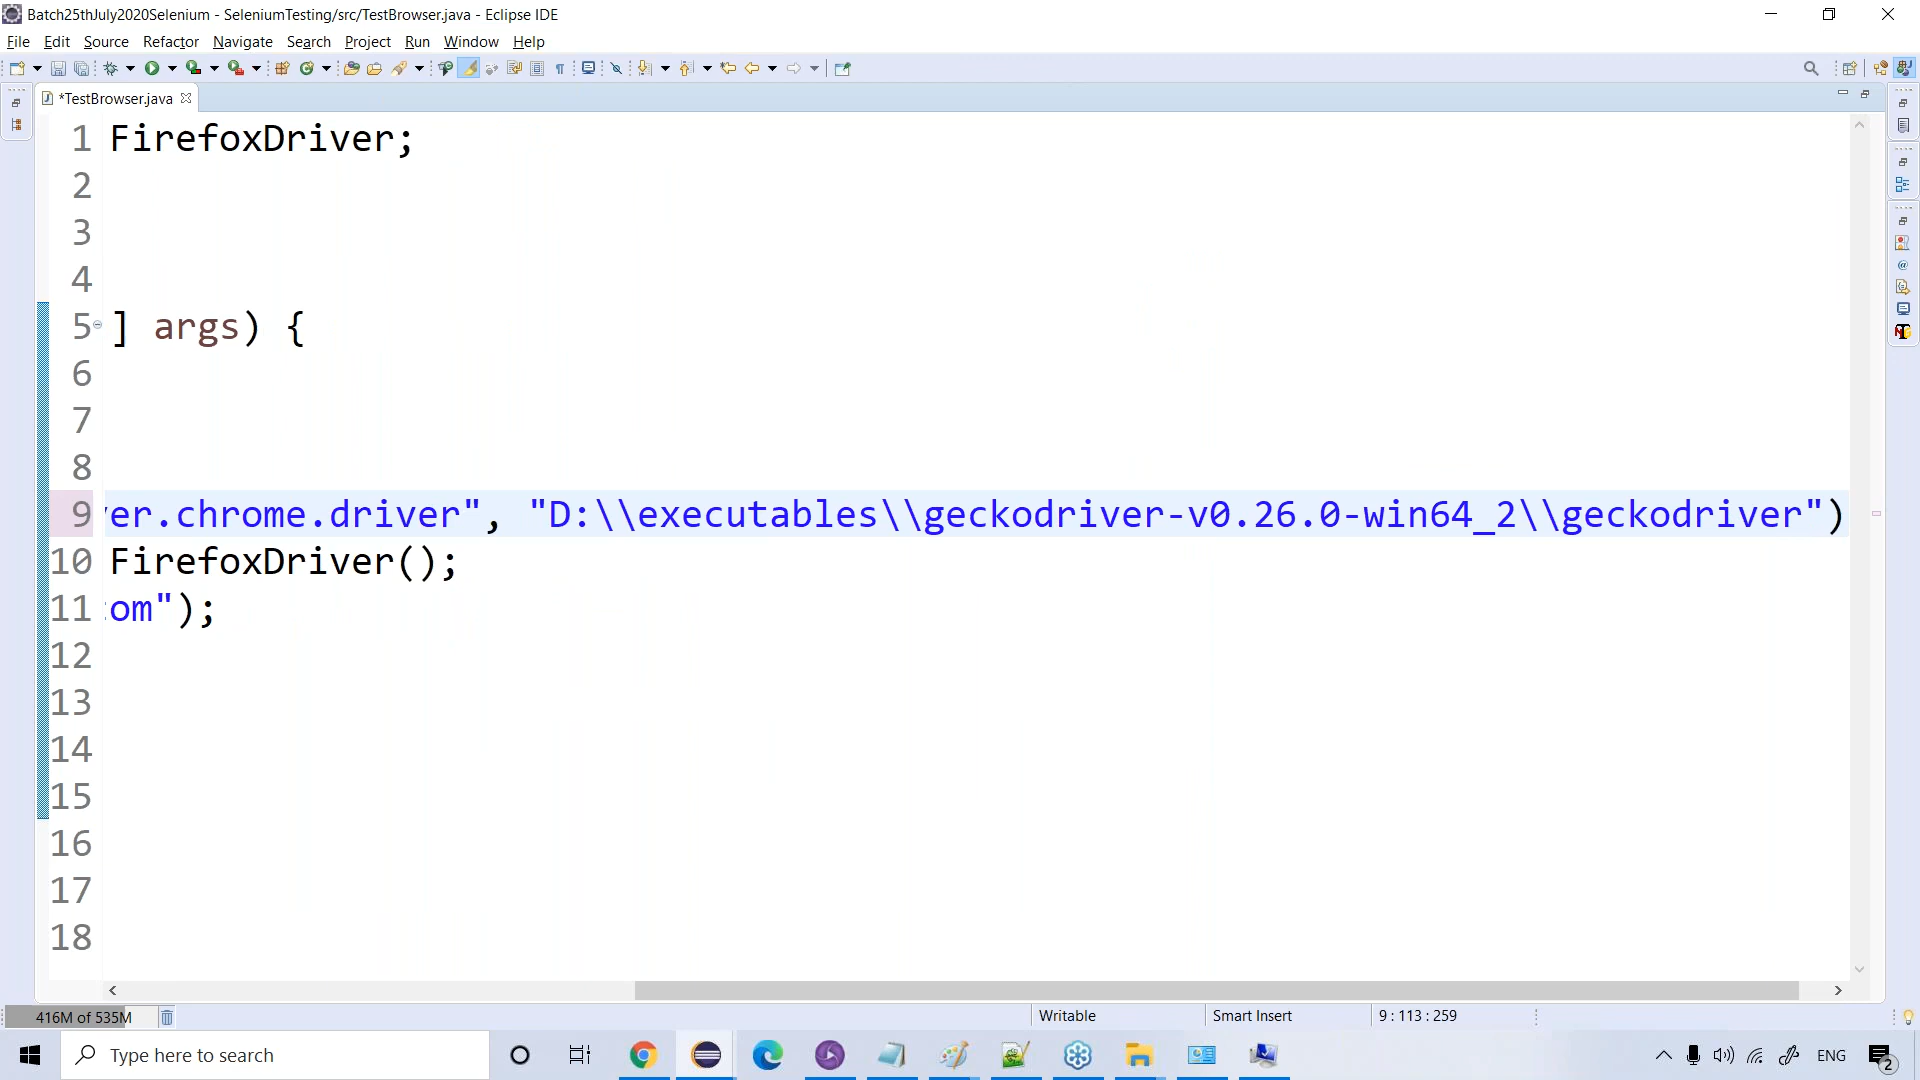 Batch25thJuly2020Selenium - SeleniumTesting/src/TestBrowser.java - Eclipse IDE
File Edit Source Refactor Navigate Search Project Run Window Help
*TestBrowser.java
1 FirefoxDriver;
2
3
4
5 ] args) {
6
7
8
9 er.chrome.driver", "D:\\executables\\geckodriver-v0.26.0-win64_2\\geckodriver")
10 FirefoxDriver();
11 om");
12
13
14
15
16
17
18
416M of 535M
Writable
Smart Insert
9 : 113 : 259
Type here to search
ENG
2